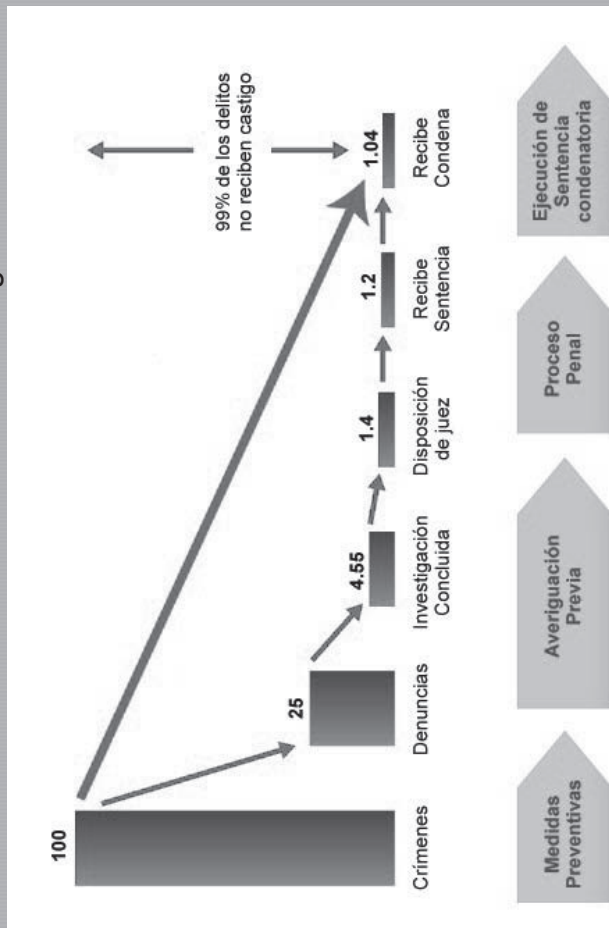 100
25
4.55
1.4
1.2
1.04
99% de los delitos
no reciben castigo
Crímenes
Denuncias
Investigación
Concluida
Disposición
de juez
Recibe
Sentencia
Recibe
Condena
Medidas
Preventivas
Averiguación
Previa
Proceso
Penal
Ejecución de
Sentencia
condenatoria